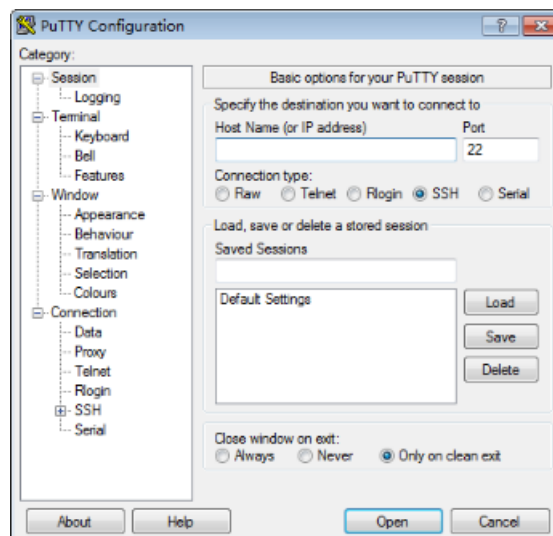 PuTTY Configuration
Category:
Session
Logging
Terminal
Keyboard
Bell
Features
Window
Appearance
Behaviour
Translation
Selection
Colours
Connection
Data
Proxy
Telnet
Rlogin
SSH
Serial
Basic options for your PuTTY session
Specify the destination you want to connect to
Host Name (or IP address) Port
22
Connection type:
Raw Telnet Rlogin SSH Serial
Load, save or delete a stored session
Saved Sessions
Default Settings
Load
Save
Delete
Close window on exit:
Always Never Only on clean exit
About Help Open Cancel